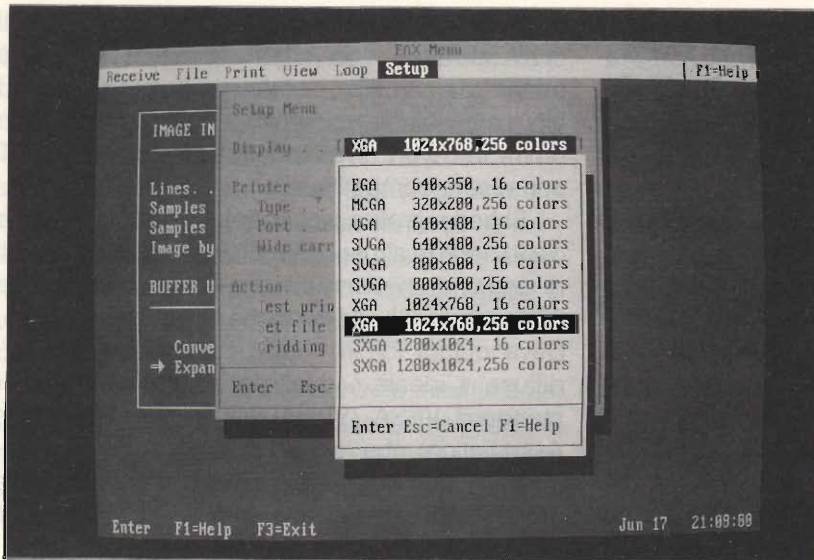 FAX Menu
Receive File Print View Loop Setup F1=Help
Setup Menu
IMAGE IN
Display . . [ XGA 1024x768,256 colors ]
Lines. .
Samples
Samples
Image by
BUFFER U
Conve
⇒ Expan
Printer
Type . .
Port . .
Wide carr
Action.
Test prin
Set file
Gridding
Enter Esc=
EGA 640x350, 16 colors
MCGA 320x200,256 colors
VGA 640x480, 16 colors
SVGA 640x480,256 colors
SVGA 800x600, 16 colors
SVGA 800x600,256 colors
XGA 1024x768, 16 colors
XGA 1024x768,256 colors
SXGA 1280x1024, 16 colors
SXGA 1280x1024,256 colors
Enter Esc=Cancel F1=Help
Enter F1=Help F3=Exit
Jun 17 21:09: